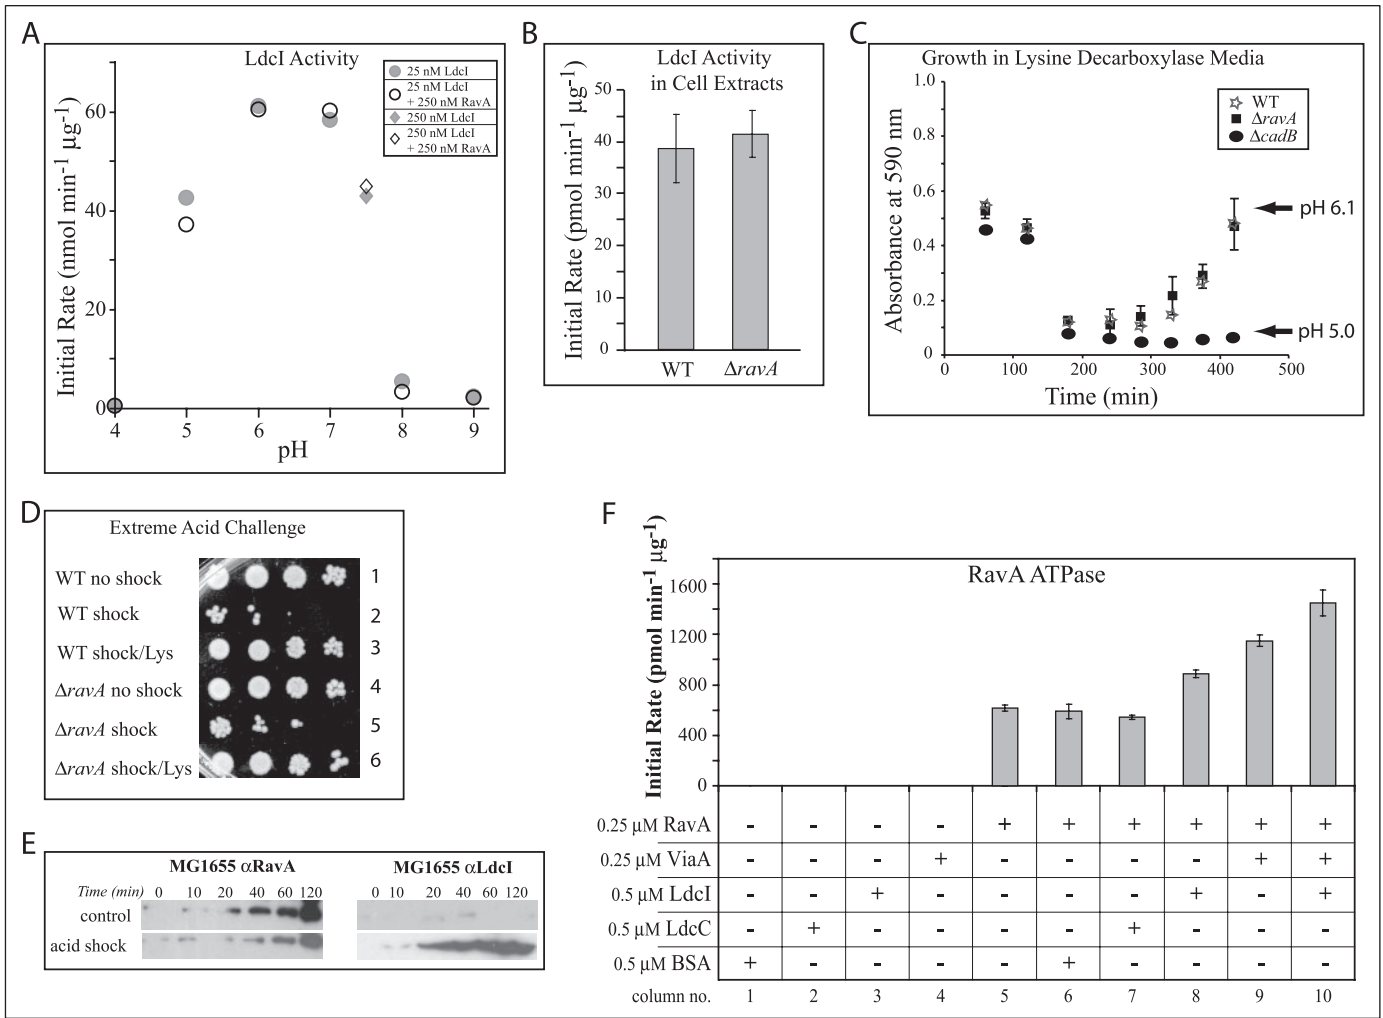 A
LdcI Activity
25 nM LdcI
25 nM LdcI
+ 250 nM RavA
250 nM LdcI
250 nM LdcI
+ 250 nM RavA
Initial Rate (nmol min-1 µg-1)
60
40
20
0
4 5 6 7 8 9
pH
B
LdcI Activity
in Cell Extracts
Initial Rate (pmol min-1 µg-1)
50
40
30
20
10
0
WT ΔravA
C
Growth in Lysine Decarboxylase Media
WT
ΔravA
ΔcadB
Absorbance at 590 nm
1.0
0.8
0.6
0.4
0.2
0
pH 6.1
pH 5.0
0 100 200 300 400 500
Time (min)
D
Extreme Acid Challenge
WT no shock 1
WT shock 2
WT shock/Lys 3
ΔravA no shock 4
ΔravA shock 5
ΔravA shock/Lys 6
E
MG1655 αRavA MG1655 αLdcI
Time (min) 0 10 20 40 60 120 0 10 20 40 60 120
control
acid shock
F
RavA ATPase
Initial Rate (pmol min-1 µg-1)
1600
1200
800
400
0
0.25 µM RavA - - - - + + + + + +
0.25 µM ViaA - - - + - - - - + +
0.5 µM LdcI - - + - - - - + - +
0.5 µM LdcC - + - - - - + - - -
0.5 µM BSA + - - - - + - - - -
column no. 1 2 3 4 5 6 7 8 9 10